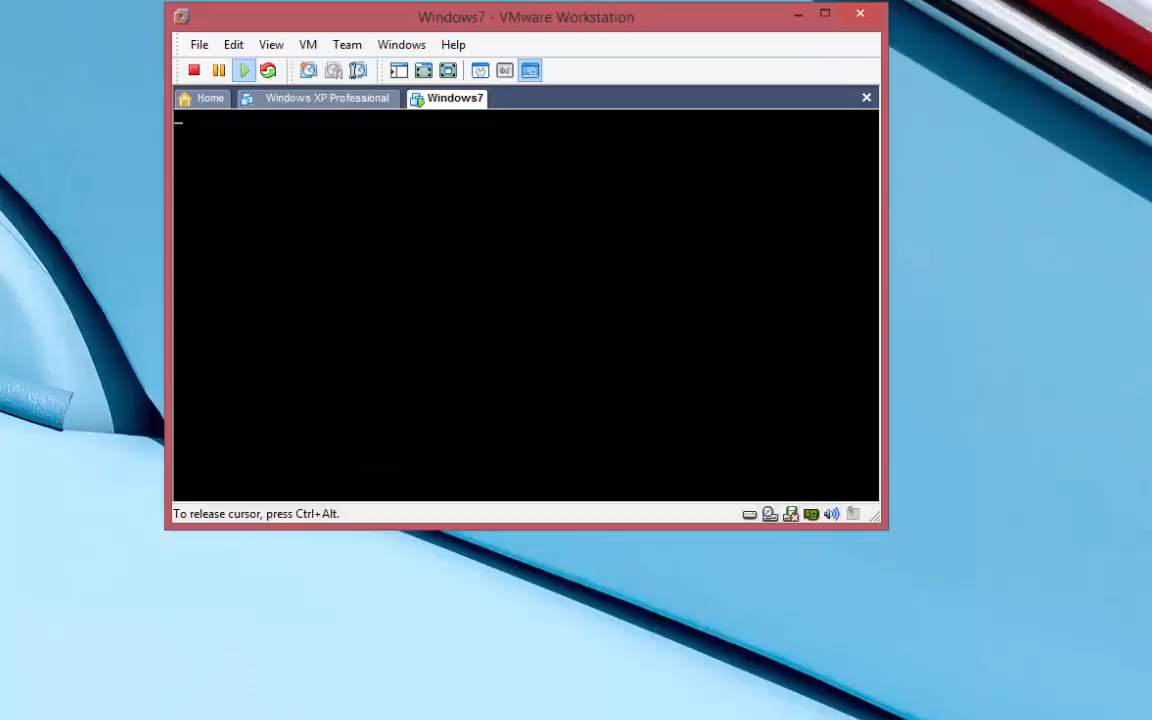 Windows7 - VMware Workstation
File Edit View VM Team Windows Help
Home Windows XP Professional Windows7
To release cursor, press Ctrl+Alt.